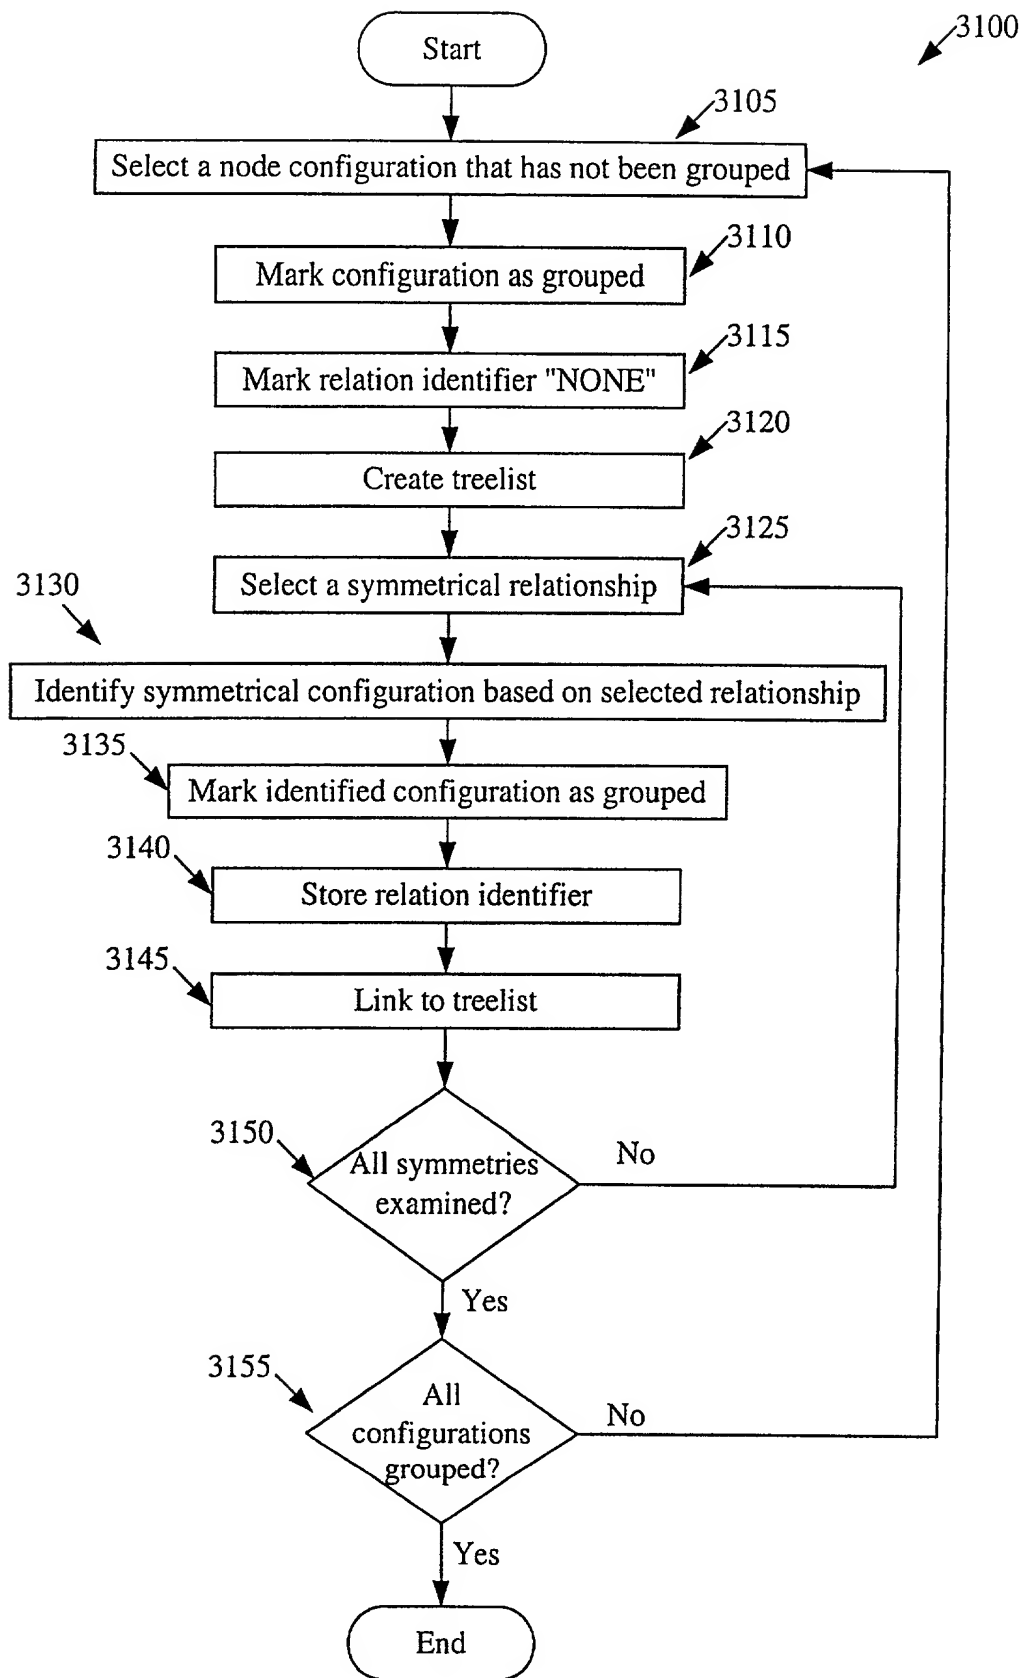 3100
Start
3105
Select a node configuration that has not been grouped
3110
Mark configuration as grouped
3115
Mark relation identifier "NONE"
3120
Create treelist
3125
Select a symmetrical relationship
3130
Identify symmetrical configuration based on selected relationship
3135
Mark identified configuration as grouped
3140
Store relation identifier
3145
Link to treelist
3150
All symmetries
examined?
No
Yes
3155
All
configurations
grouped?
No
Yes
End